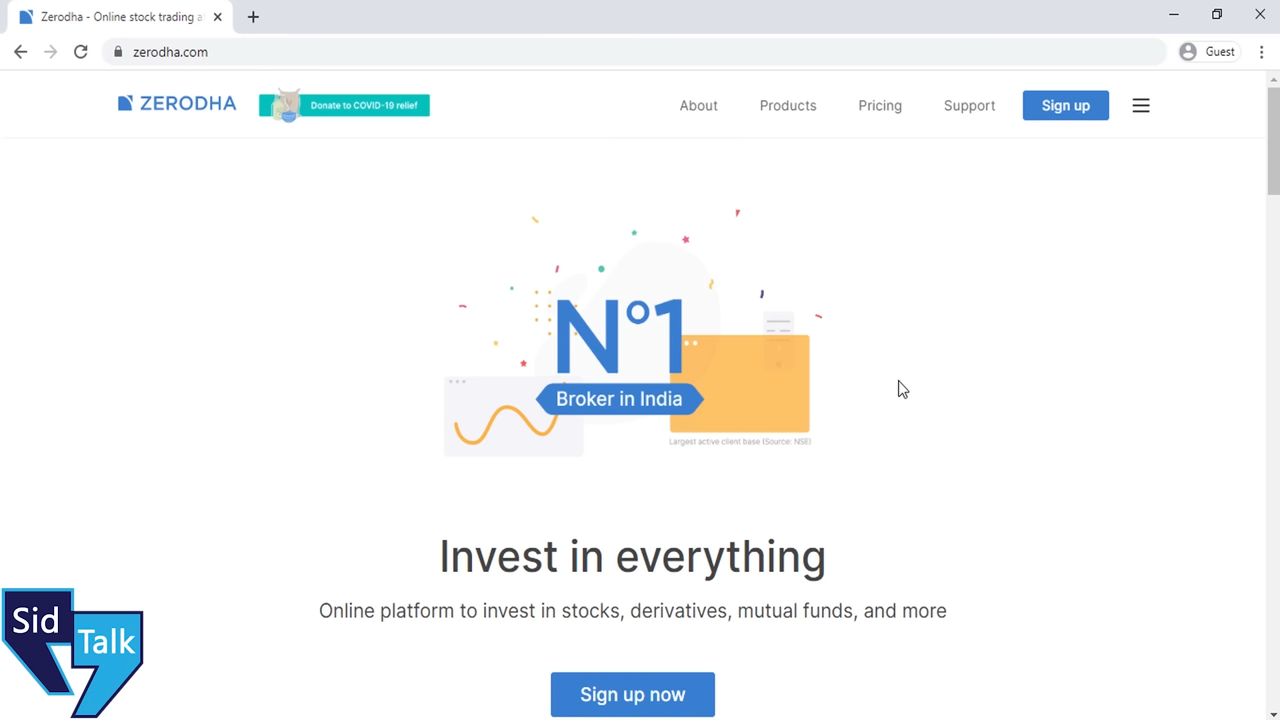 Zerodha - Online stock trading a
zerodha.com
Guest
ZERODHA
Donate to COVID-19 relief
About
Products
Pricing
Support
Sign up
N°1
Broker in India
Largest active client base (Source: NSE)
Invest in everything
Online platform to invest in stocks, derivatives, mutual funds, and more
Sign up now
Sid
Talk